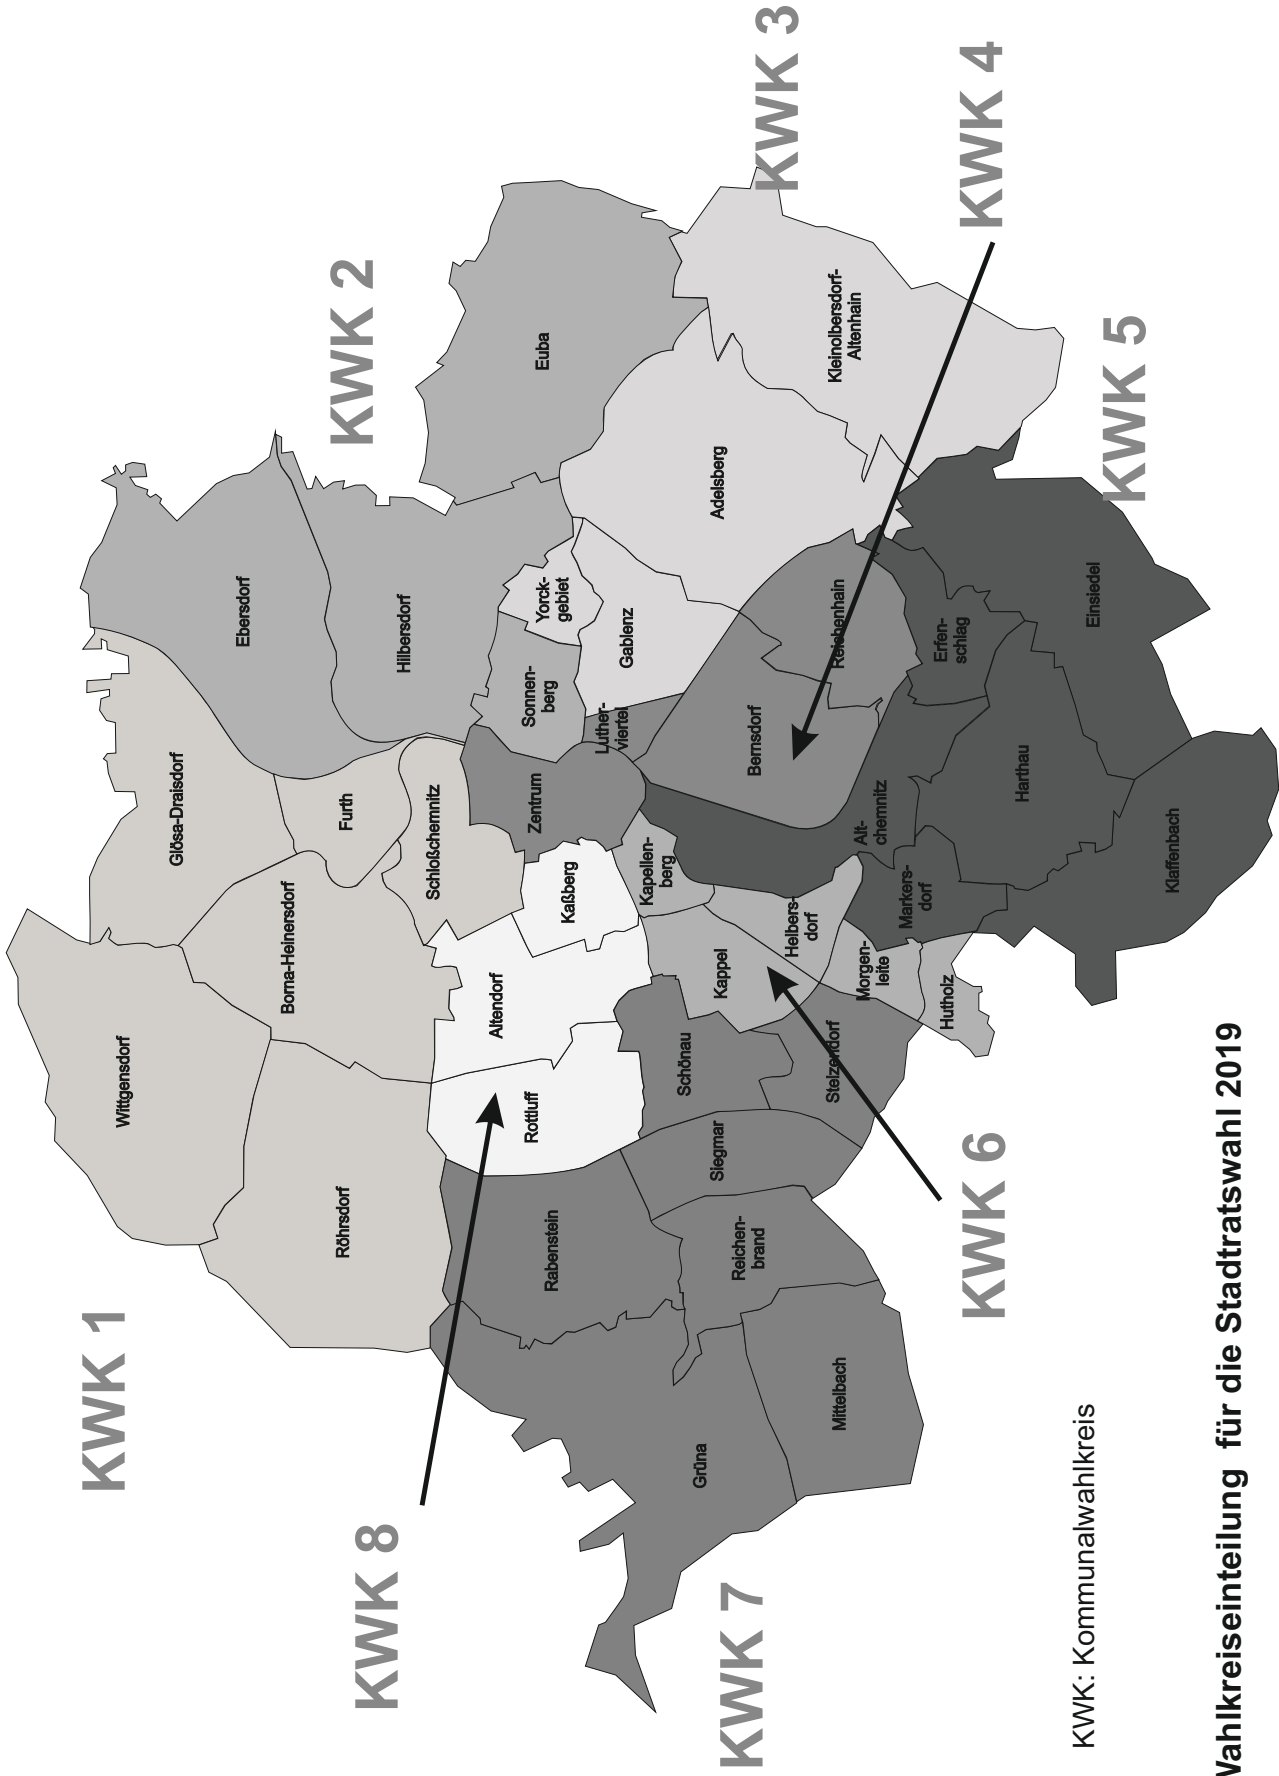 KWK 1
KWK 2
KWK 3
KWK 4
KWK 5
KWK 6
KWK 7
KWK 8
Wittgensdorf
Röhrsdorf
Borna-Heinersdorf
Glösa-Draisdorf
Furth
Schloßchemnitz
Ebersdorf
Hilbersdorf
Euba
Sonnen-
berg
Yorck-
gebiet
Gablenz
Adelsberg
Kleinolbersdorf-
Altenhain
Zentrum
Luther-
viertel
Bernsdorf
Reichenhain
Alt-
chemnitz
Erfen-
schlag
Einsiedel
Harthau
Klaffenbach
Markers-
dorf
Kapellen-
berg
Kappel
Helbers-
dorf
Morgen-
leite
Hutholz
Kaßberg
Altendorf
Rottluff
Schönau
Stelzendorf
Siegmar
Rabenstein
Reichen-
brand
Grüna
Mittelbach
KWK: Kommunalwahlkreis
Wahlkreiseinteilung für die Stadtratswahl 2019